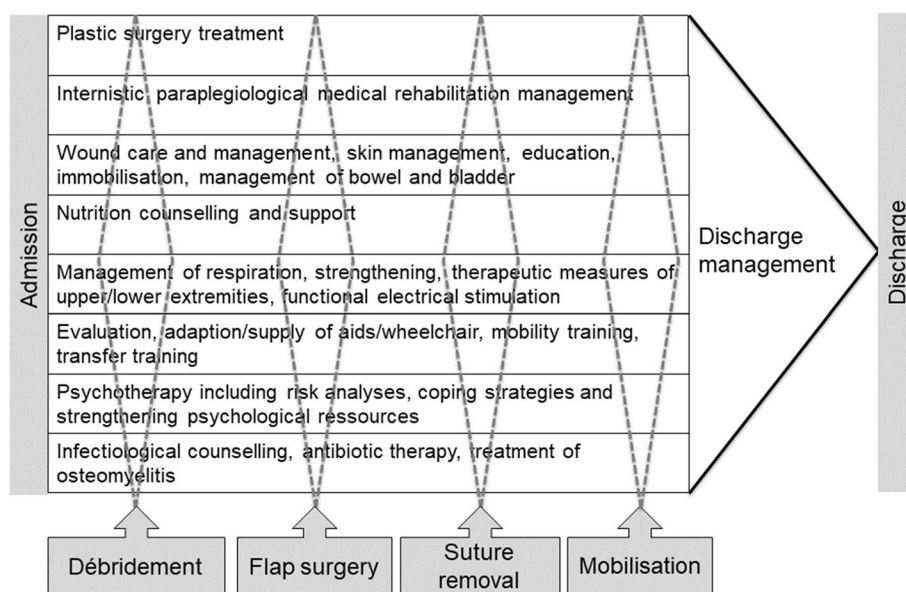 Admission
Plastic surgery treatment
Internistic paraplegiological medical rehabilitation management
Wound care and management, skin management, education,
immobilisation, management of bowel and bladder
Nutrition counselling and support
Management of respiration, strengthening, therapeutic measures of
upper/lower extremities, functional electrical stimulation
Evaluation, adaption/supply of aids/wheelchair, mobility training,
transfer training
Psychotherapy including risk analyses, coping strategies and
strengthening psychological ressources
Infectiological counselling, antibiotic therapy, treatment of
osteomyelitis
Discharge
management
Discharge
Débridement
Flap surgery
Suture
removal
Mobilisation